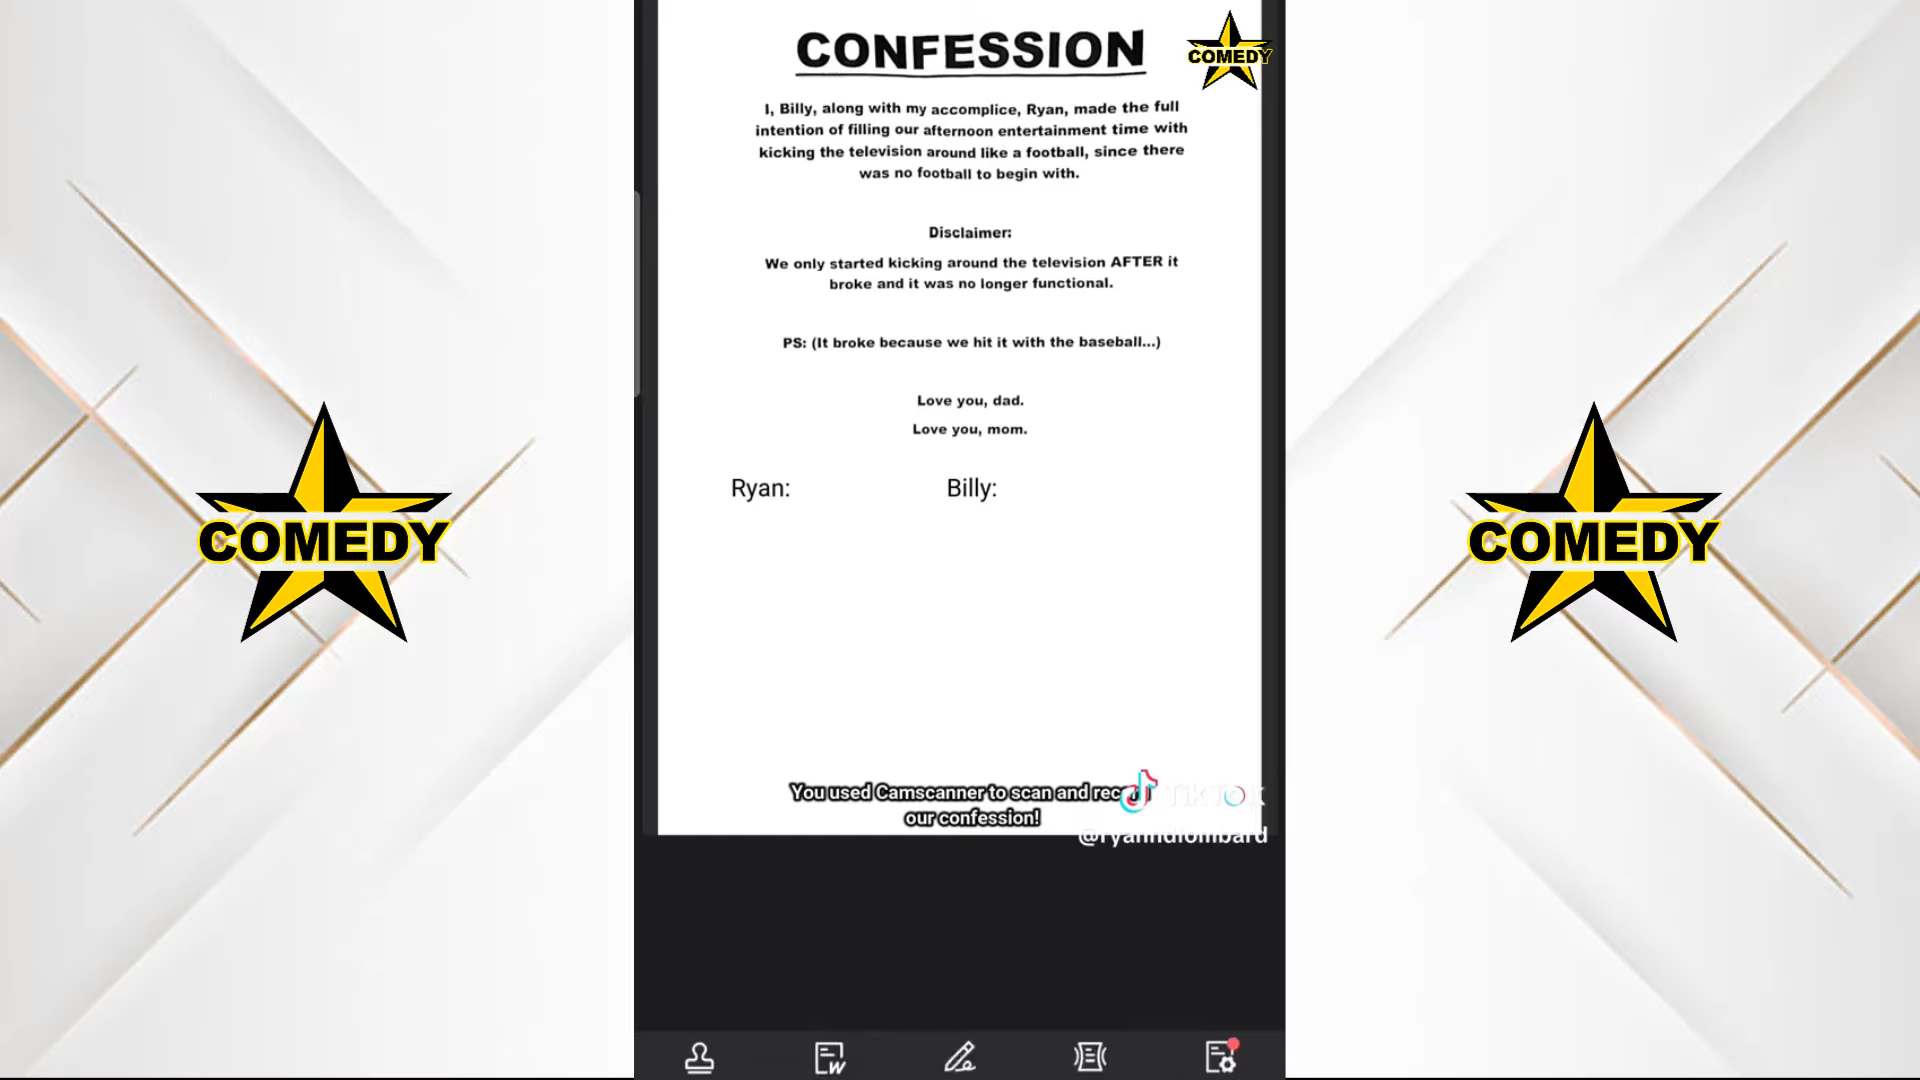 CONFESSION
COMEDY
I, Billy, along with my accomplice, Ryan, made the full
intention of filling our afternoon entertainment time with
kicking the television around like a football, since there
was no football to begin with.
Disclaimer:
We only started kicking around the television AFTER it
broke and it was no longer functional.
PS: (It broke because we hit it with the baseball...)
Love you, dad.
Love you, mom.
Ryan:
Billy:
COMEDY
COMEDY
You used Camscanner to scan and
our confession!
TikTok
@ryanndlombard
W